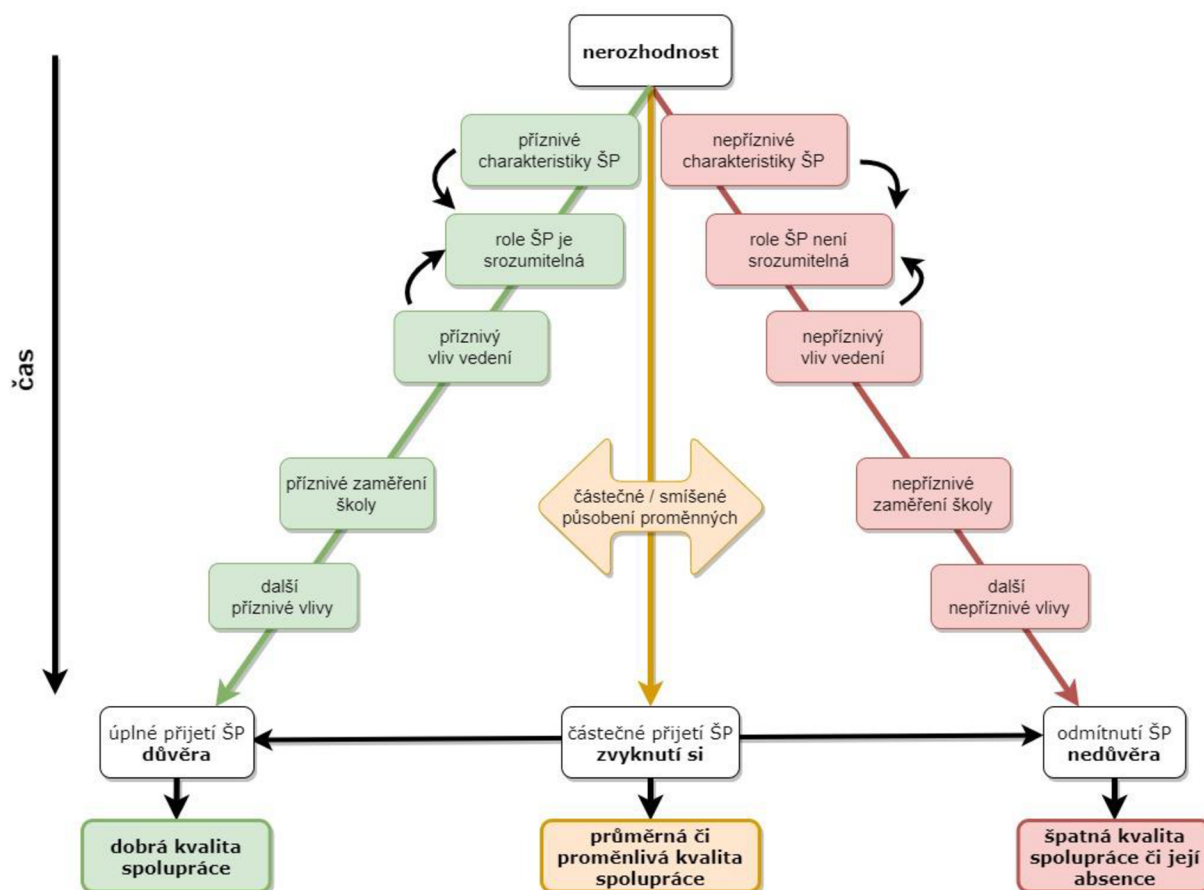 nerozhodnost
příznivé
charakteristiky ŠP
nepříznivé
charakteristiky ŠP
role ŠP je
srozumitelná
role ŠP není
srozumitelná
příznivý
vliv vedení
nepříznivý
vliv vedení
čas
příznivé zaměření
školy
částečné / smíšené
působení proměnných
nepříznivé
zaměření školy
další
příznivé vlivy
další
nepříznivé vlivy
úplné přijetí ŠP
důvěra
částečné přijetí ŠP
zvyknutí si
odmítnutí ŠP
nedůvěra
dobrá kvalita
spolupráce
průměrná či
proměnlivá kvalita
spolupráce
špatná kvalita
spolupráce či její
absence